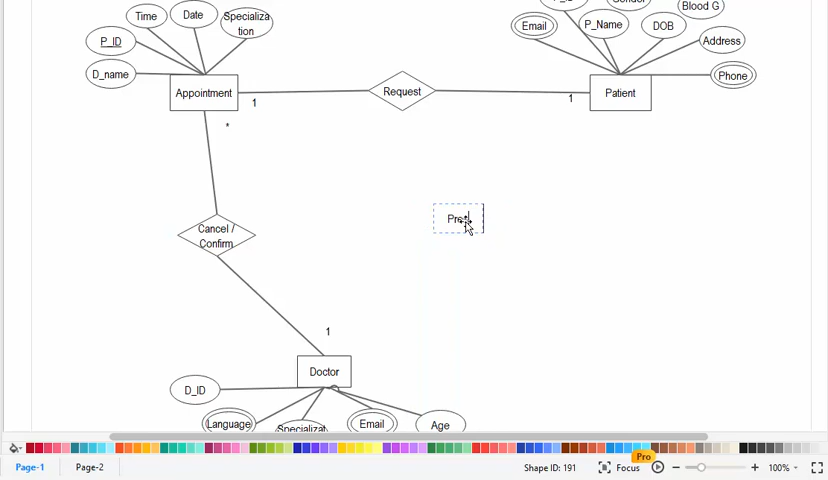 Blood G
Time
Date
Specializa
tion
Email
P_Name
DOB
P_ID
Address
D_name
Phone
Appointment
Request
Patient
1
1
*
Pre
Cancel /
Confirm
1
Doctor
D_ID
Language
Email
Age
Pro
Page-1
Page-2
Shape ID: 191
Focus
100%